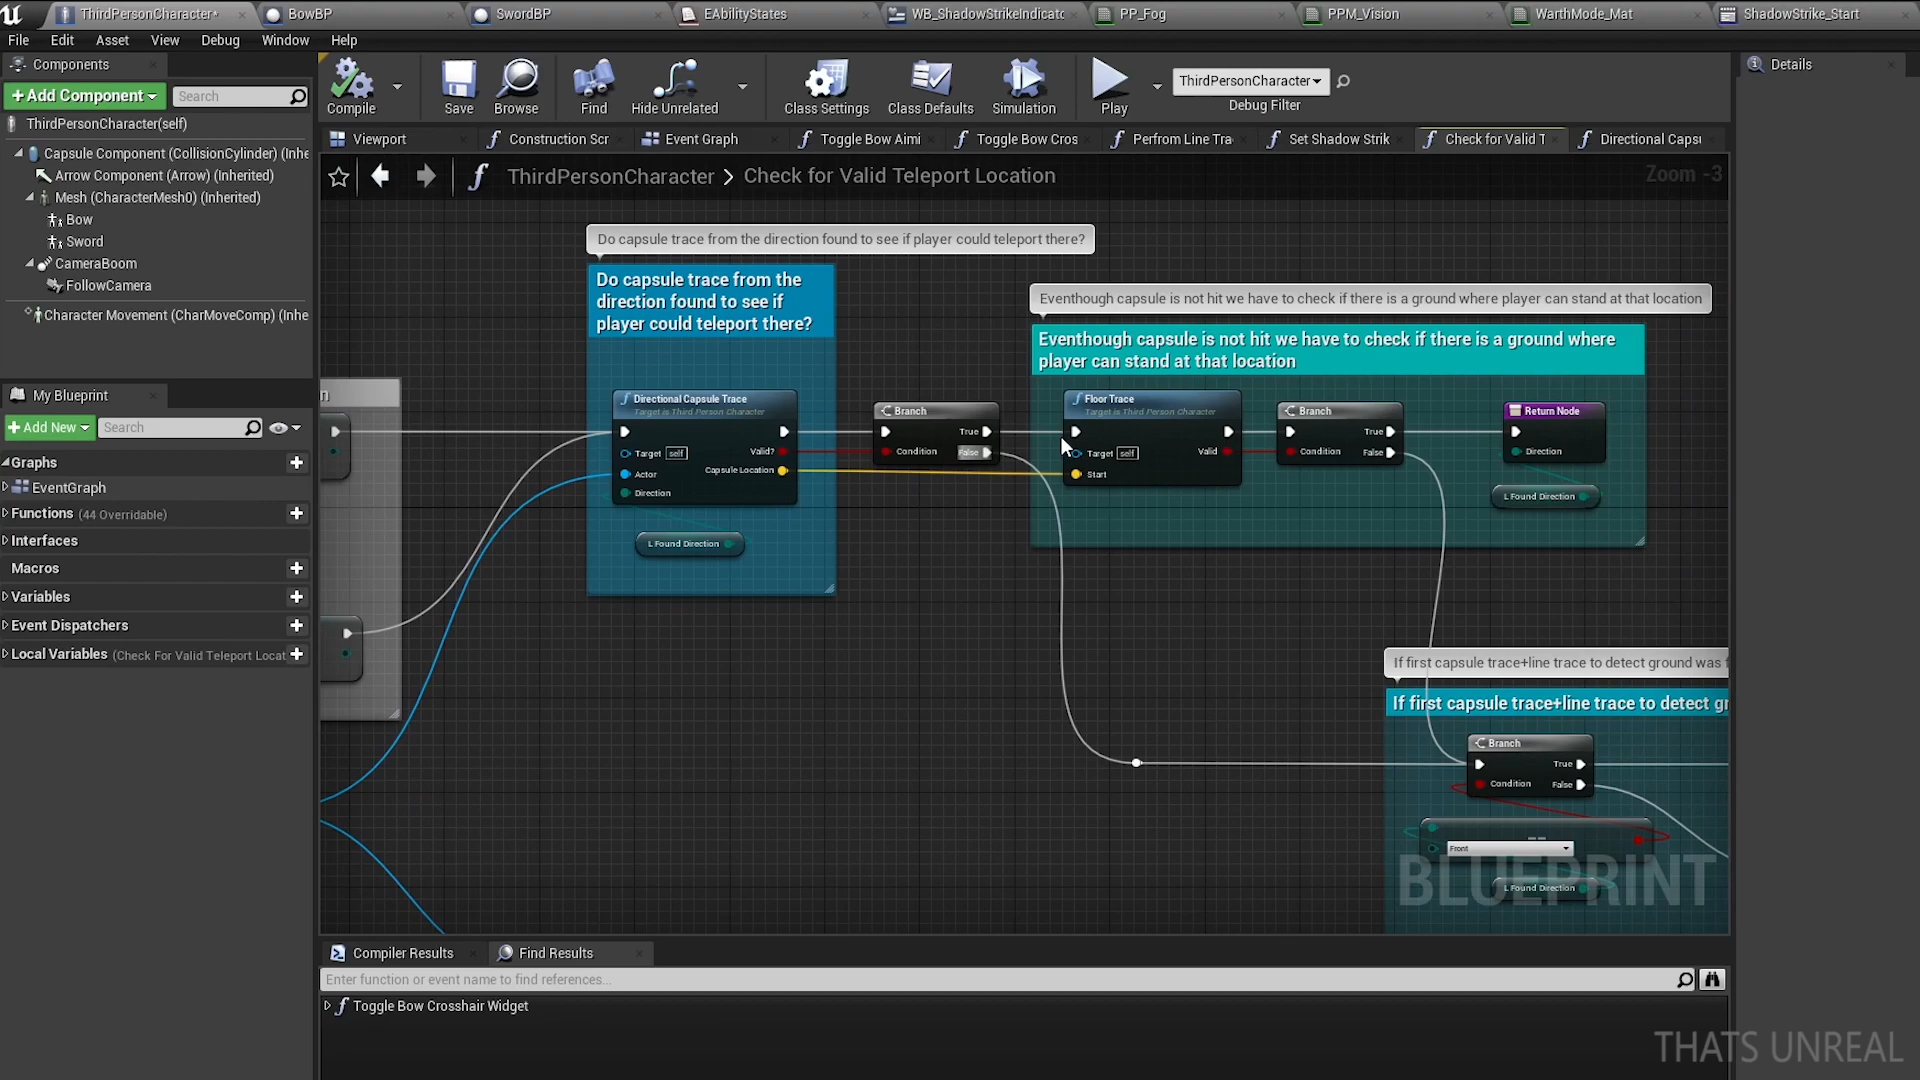 ThirdPersonCharacter*
BowBP
SwordBP
EAbilityStates
WB_ShadowStrikeIndicato
PP_Fog
PPM_Vision
WarthMode_Mat
ShadowStrike_Start
File
Edit
Asset
View
Debug
Window
Help
Components
+Add Component
Search
ThirdPersonCharacter(self)
Capsule Component (CollisionCylinder) (Inhe
Arrow Component (Arrow) (Inherited)
Mesh (CharacterMesh0) (Inherited)
Bow
Sword
CameraBoom
FollowCamera
Character Movement (CharMoveComp) (Inhe
My Blueprint
+Add New
Search
Graphs
EventGraph
Functions (44 Overridable)
Interfaces
Macros
Variables
Event Dispatchers
Local Variables (Check For Valid Teleport Locat
Compile
Save
Browse
Find
Hide Unrelated
Class Settings
Class Defaults
Simulation
Play
ThirdPersonCharacter
Debug Filter
Details
Viewport
Construction Scr
Event Graph
Toggle Bow Aimi
Toggle Bow Cros
Perfrom Line Tra
Set Shadow Strik
Check for Valid T
Directional Capsu
ThirdPersonCharacter > Check for Valid Teleport Location
Zoom -3
Do capsule trace from the direction found to see if player could teleport there?
Do capsule trace from the
direction found to see if
player could teleport there?
Directional Capsule Trace
Target is Third Person Character
Target self
Valid?
Capsule Location
Actor
Direction
L Found Direction
Branch
True
Condition
False
Eventhough capsule is not hit we have to check if there is a ground where player can stand at that location
Eventhough capsule is not hit we have to check if there is a ground where
player can stand at that location
Floor Trace
Target is Third Person Character
Target self
Valid
Start
Branch
True
Condition
False
Return Node
Direction
L Found Direction
n
If first capsule trace+line trace to detect ground was f
If first capsule trace+line trace to detect gr
Branch
True
Condition
False
==
Front
L Found Direction
BLUEPRINT
Compiler Results
Find Results
Enter function or event name to find references...
Toggle Bow Crosshair Widget
THATS UNREAL